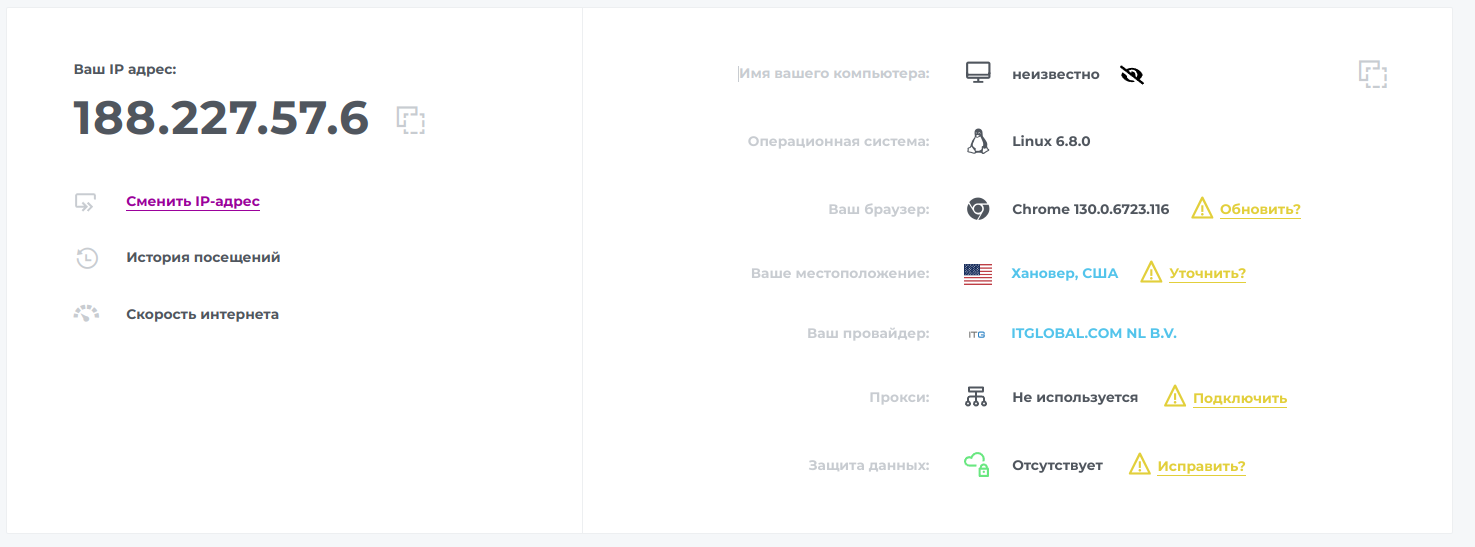 Ваш IP адрес:
188.227.57.6
Сменить IP-адрес
История посещений
Скорость интернета
Имя вашего компьютера: неизвестно
Операционная система: Linux 6.8.0
Ваш браузер: Chrome 130.0.6723.116 Обновить?
Ваше местоположение: Хановер, США Уточнить?
Ваш провайдер: ITG ITGLOBAL.COM NL B.V.
Прокси: Не используется Подключить
Защита данных: Отсутствует Исправить?